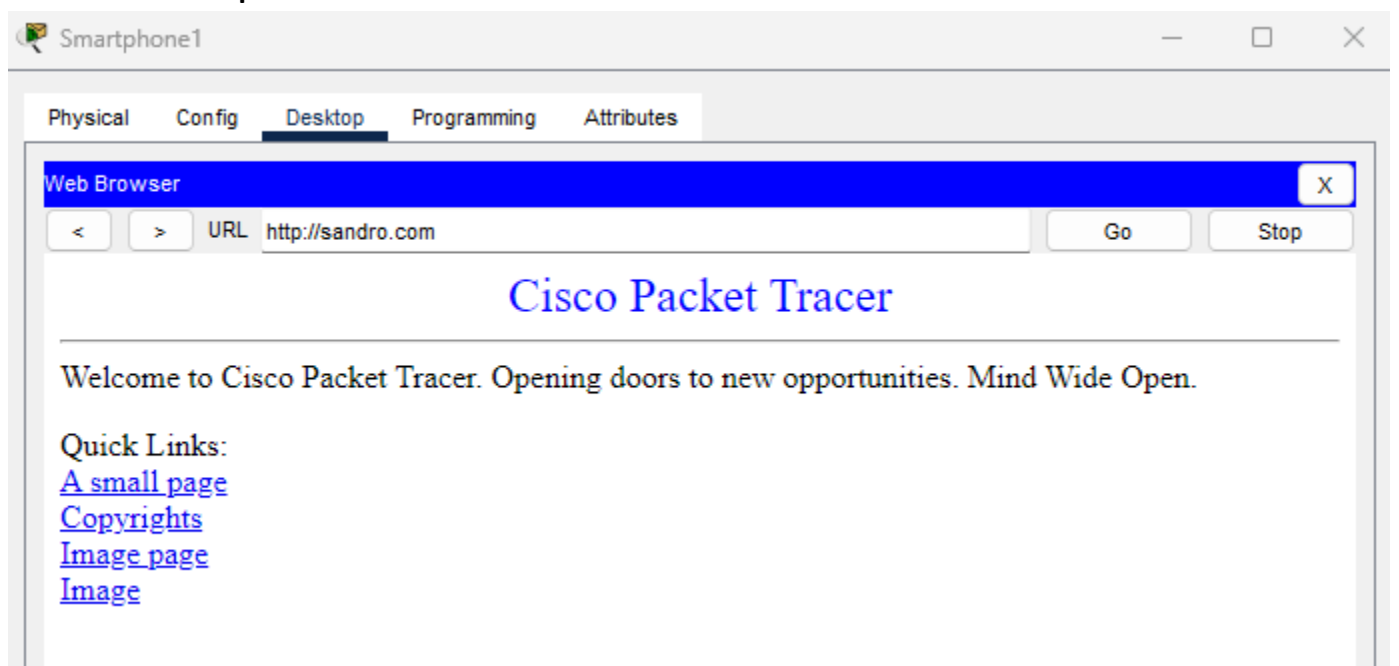 Smartphone1
Physical Config Desktop Programming Attributes
Web Browser X
< > URL http://sandro.com Go Stop
Cisco Packet Tracer
Welcome to Cisco Packet Tracer. Opening doors to new opportunities. Mind Wide Open.
Quick Links:
A small page
Copyrights
Image page
Image